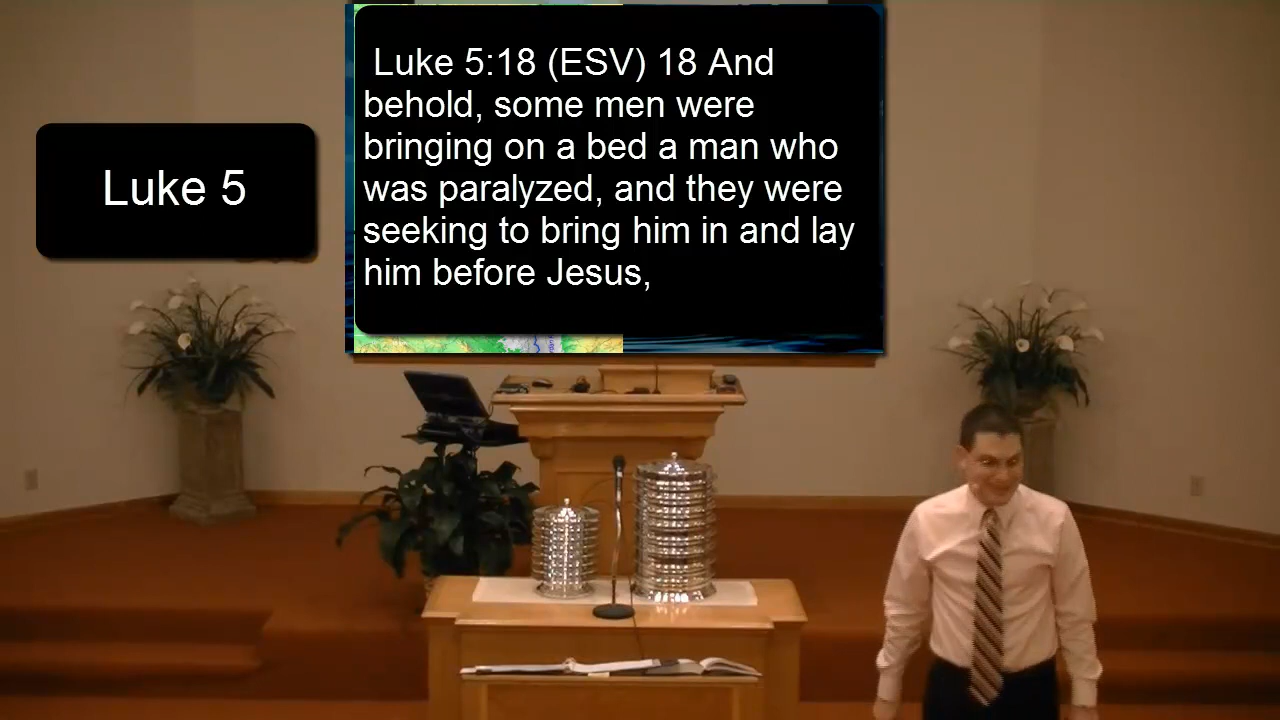 Luke 5:18 (ESV) 18 And
behold, some men were
bringing on a bed a man who
was paralyzed, and they were
seeking to bring him in and lay
him before Jesus,
Luke 5